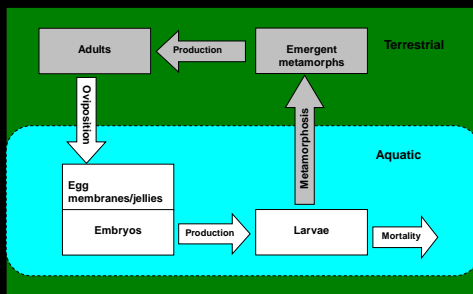 Adults
Production
Emergent
metamorphs
Terrestrial
Oviposition
Metamorphosis
Aquatic
Egg
membranes/jellies
Embryos
Production
Larvae
Mortality